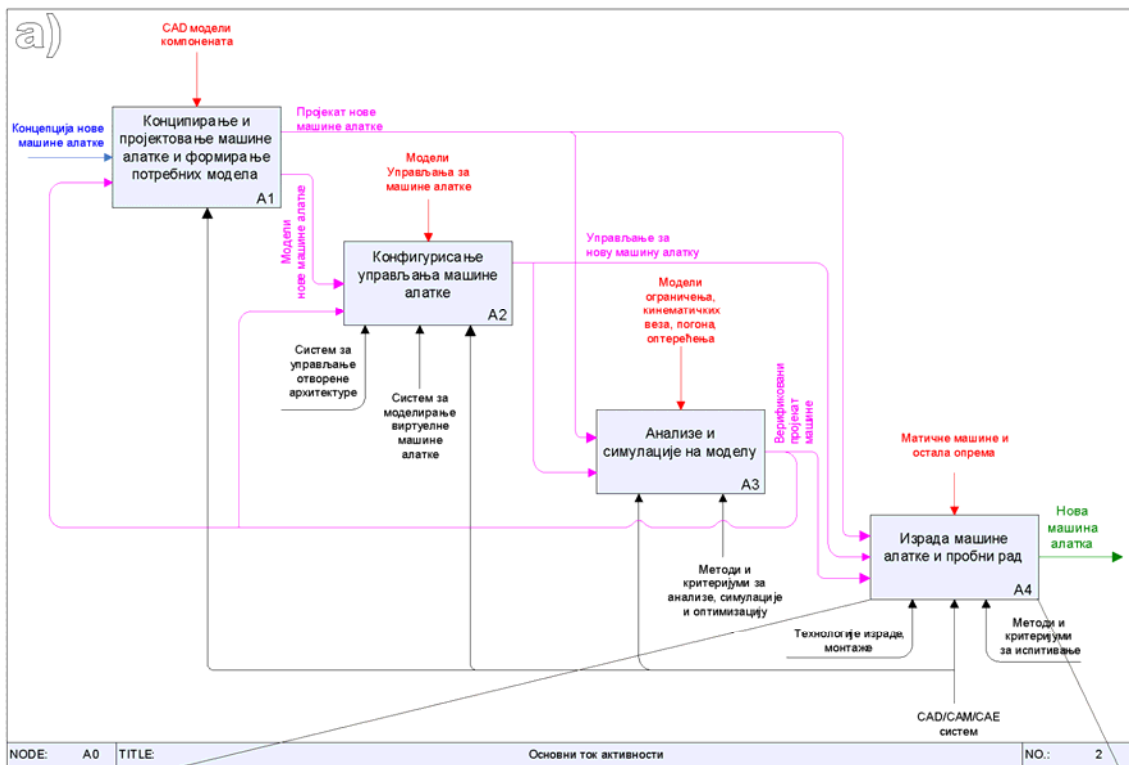 а)
CAD модели
компонената
Концепција нове
машине алатке
Конципирање и
пројектовање машине
алатке и формирање
потребних модела
A1
Пројекат нове
машине алатке
Модели
нове машине алатке
Модели
Управљања за
машине алатке
Конфигурисање
управљања машине
алатке
A2
Управљање за
нову машину алатку
Систем за
управљање
отворене
архитектуре
Систем за
моделирање
виртуелне
машине
алатке
Модели
ограничења,
кинематичких
веза, погона,
оптерећења
Анализе и
симулације на моделу
A3
Верификовани
пројекат
машине
Матичне машине и
остала опрема
Израда машине
алатке и пробни рад
A4
Нова
машина
алатка
Методи и
критеријуми за
анализе, симулације
и оптимизацију
Технологије израде,
монтаже
Методи и
критеријуми
за испитивање
CAD/CAM/CAE
систем
NODE: A0 TITLE: Основни ток активности NO.: 2